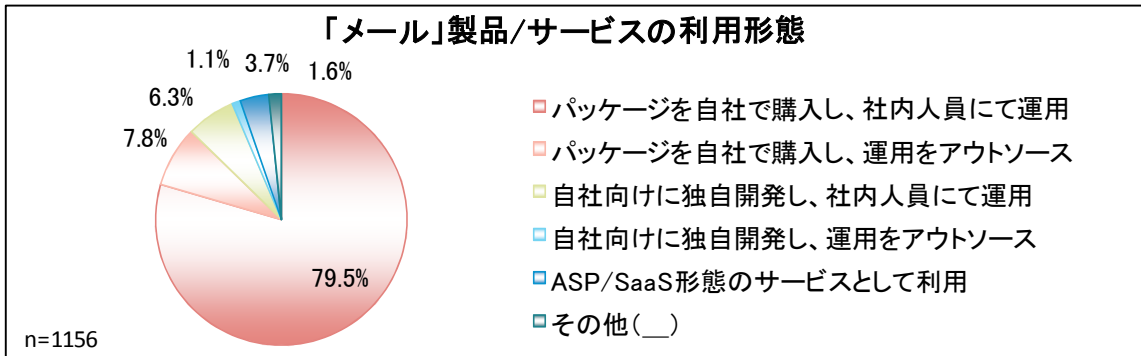 「メール」製品/サービスの利用形態
1.1%
3.7%
1.6%
6.3%
7.8%
79.5%
パッケージを自社で購入し、社内人員にて運用
パッケージを自社で購入し、運用をアウトソース
自社向けに独自開発し、社内人員にて運用
自社向けに独自開発し、運用をアウトソース
ASP/SaaS形態のサービスとして利用
その他(__)
n=1156